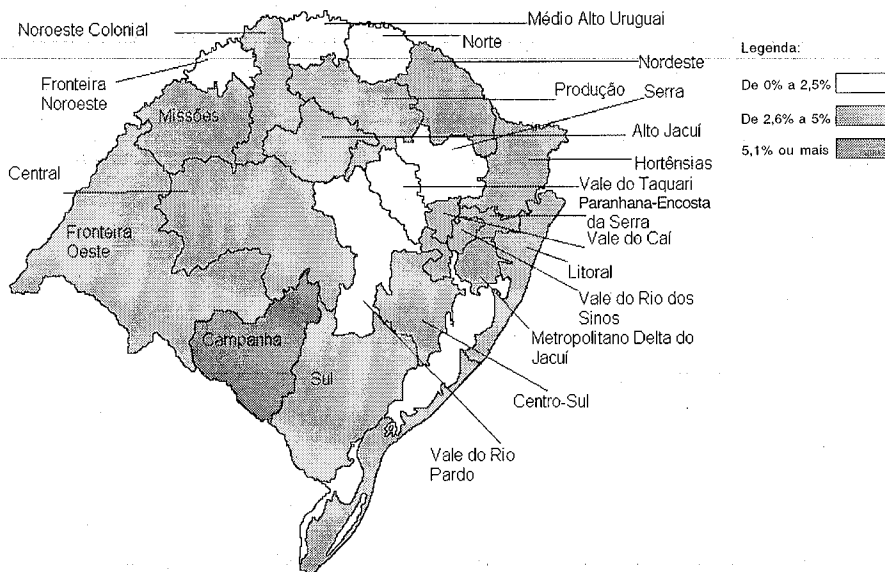 Médio Alto Uruguai
Noroeste Colonial
Norte
Legenda:
Nordeste
Fronteira
Noroeste
Produção
Serra
De 0% a 2,5%
Missões
De 2,6% a 5%
Alto Jacuí
5,1% ou mais
Hortênsias
Central
Vale do Taquari
Paranhana-Encosta
da Serra
Vale do Caí
Fronteira
Oeste
Litoral
Vale do Rio dos
Sinos
Metropolitano Delta do
Jacuí
Campanha
Sul
Centro-Sul
Vale do Rio
Pardo